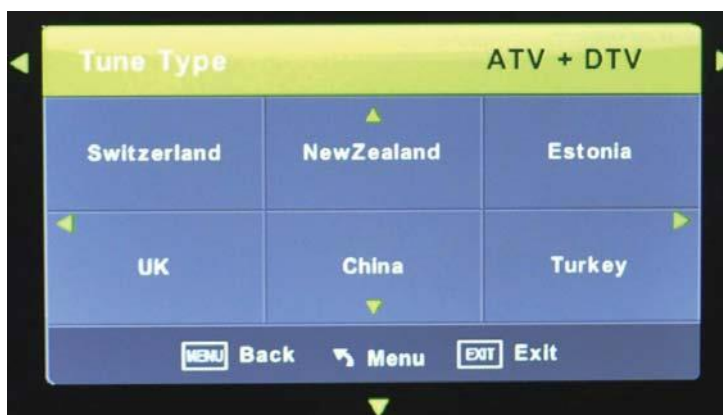 Tune Type ATV + DTV
Switzerland NewZealand Estonia
UK China Turkey
MENU Back Menu EXIT Exit